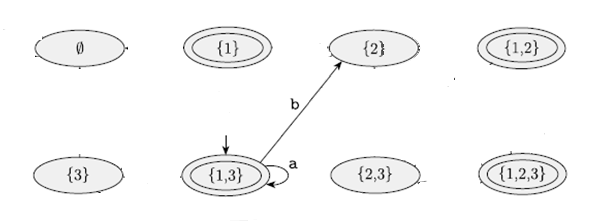 ∅ {1} {2} {1,2}
b
a
{3} {1,3} {2,3} {1,2,3}